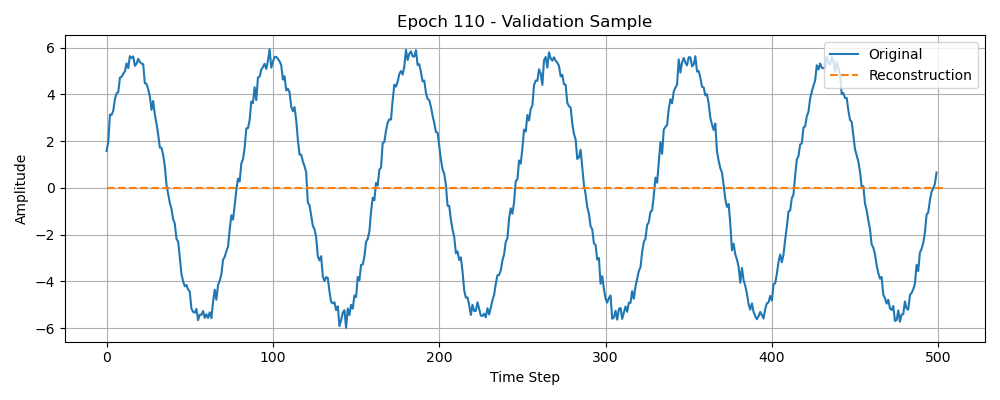 Epoch 110 - Validation Sample
Original
Reconstruction
Amplitude
6
4
2
0
−2
−4
−6
0 100 200 300 400 500
Time Step